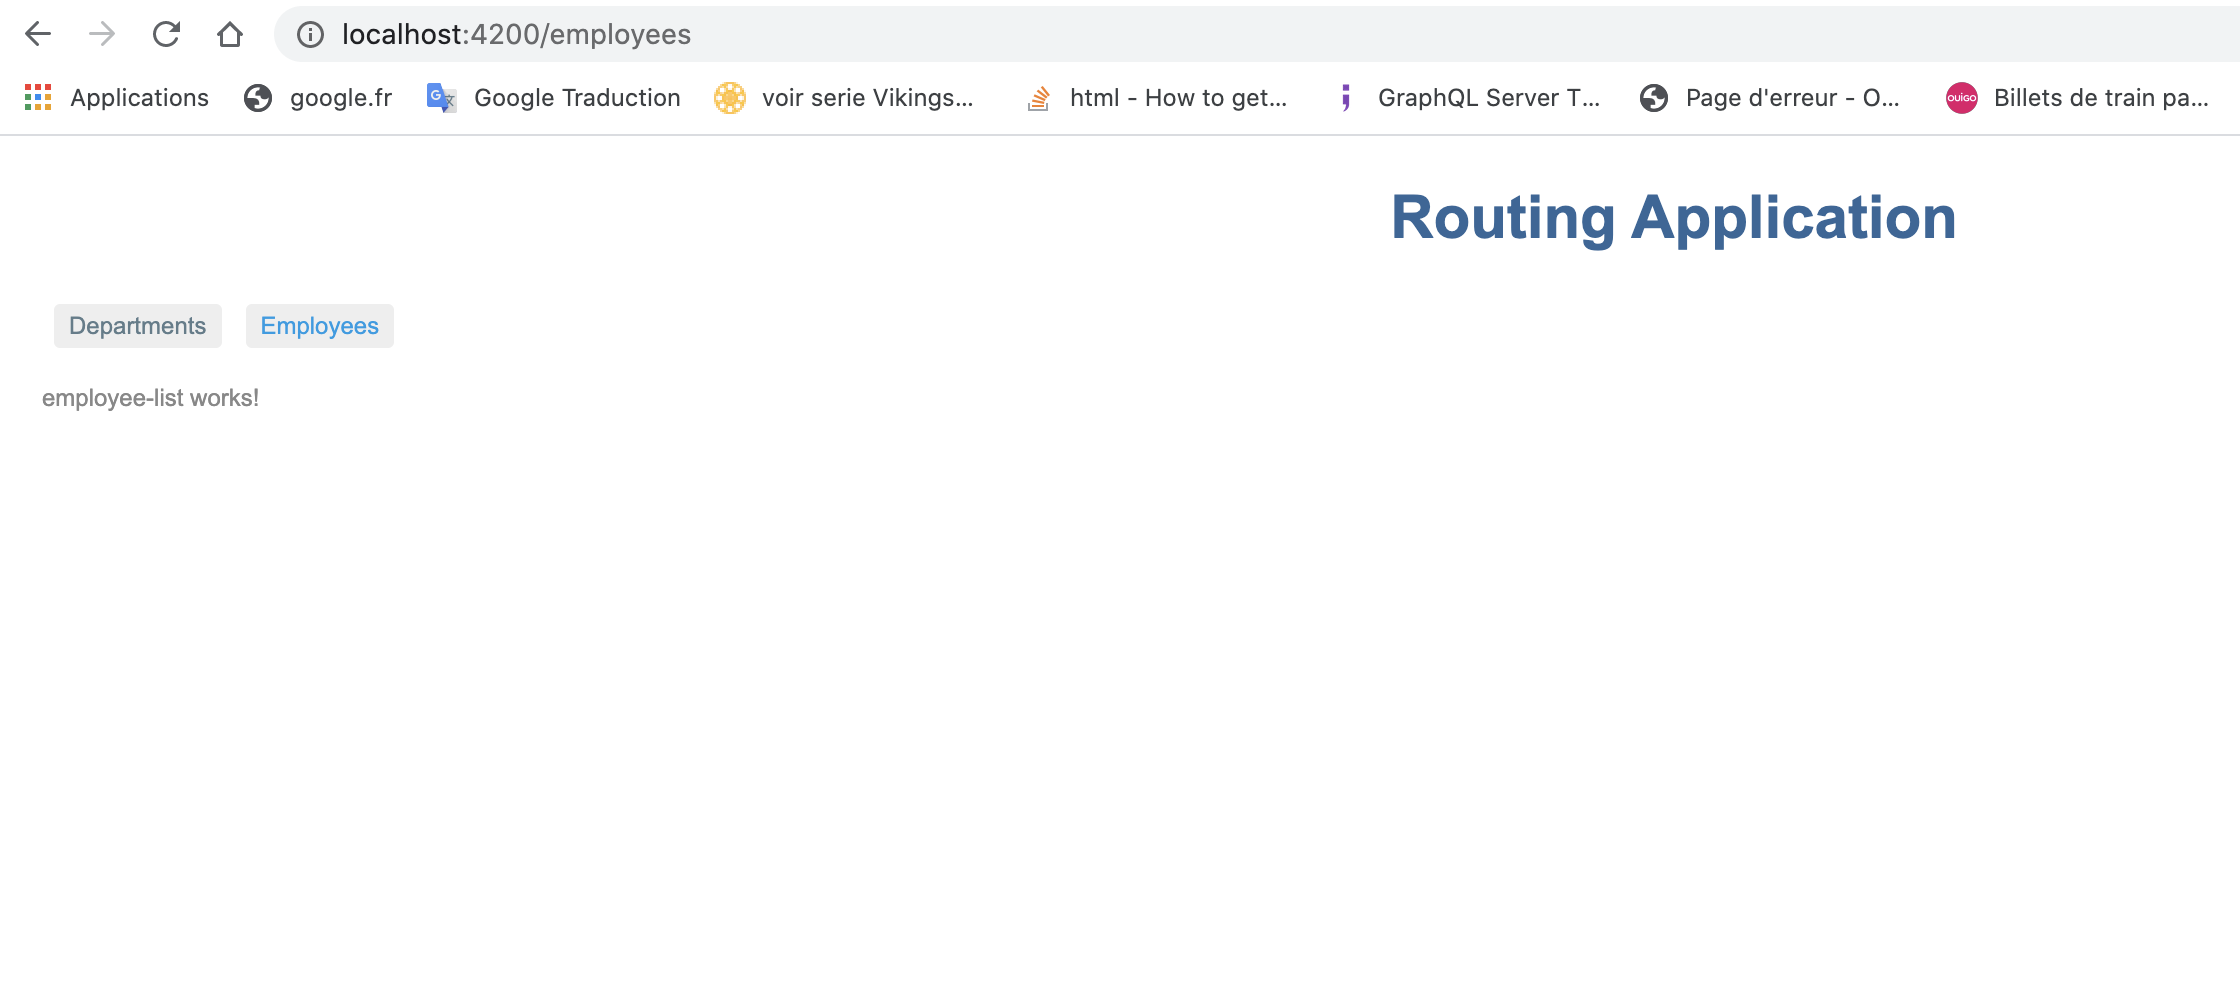 localhost:4200/employees
Applications google.fr Google Traduction voir serie Vikings... html - How to get... GraphQL Server T... Page d'erreur - O... OUIGO Billets de train pa...
Routing Application
Departments Employees
employee-list works!